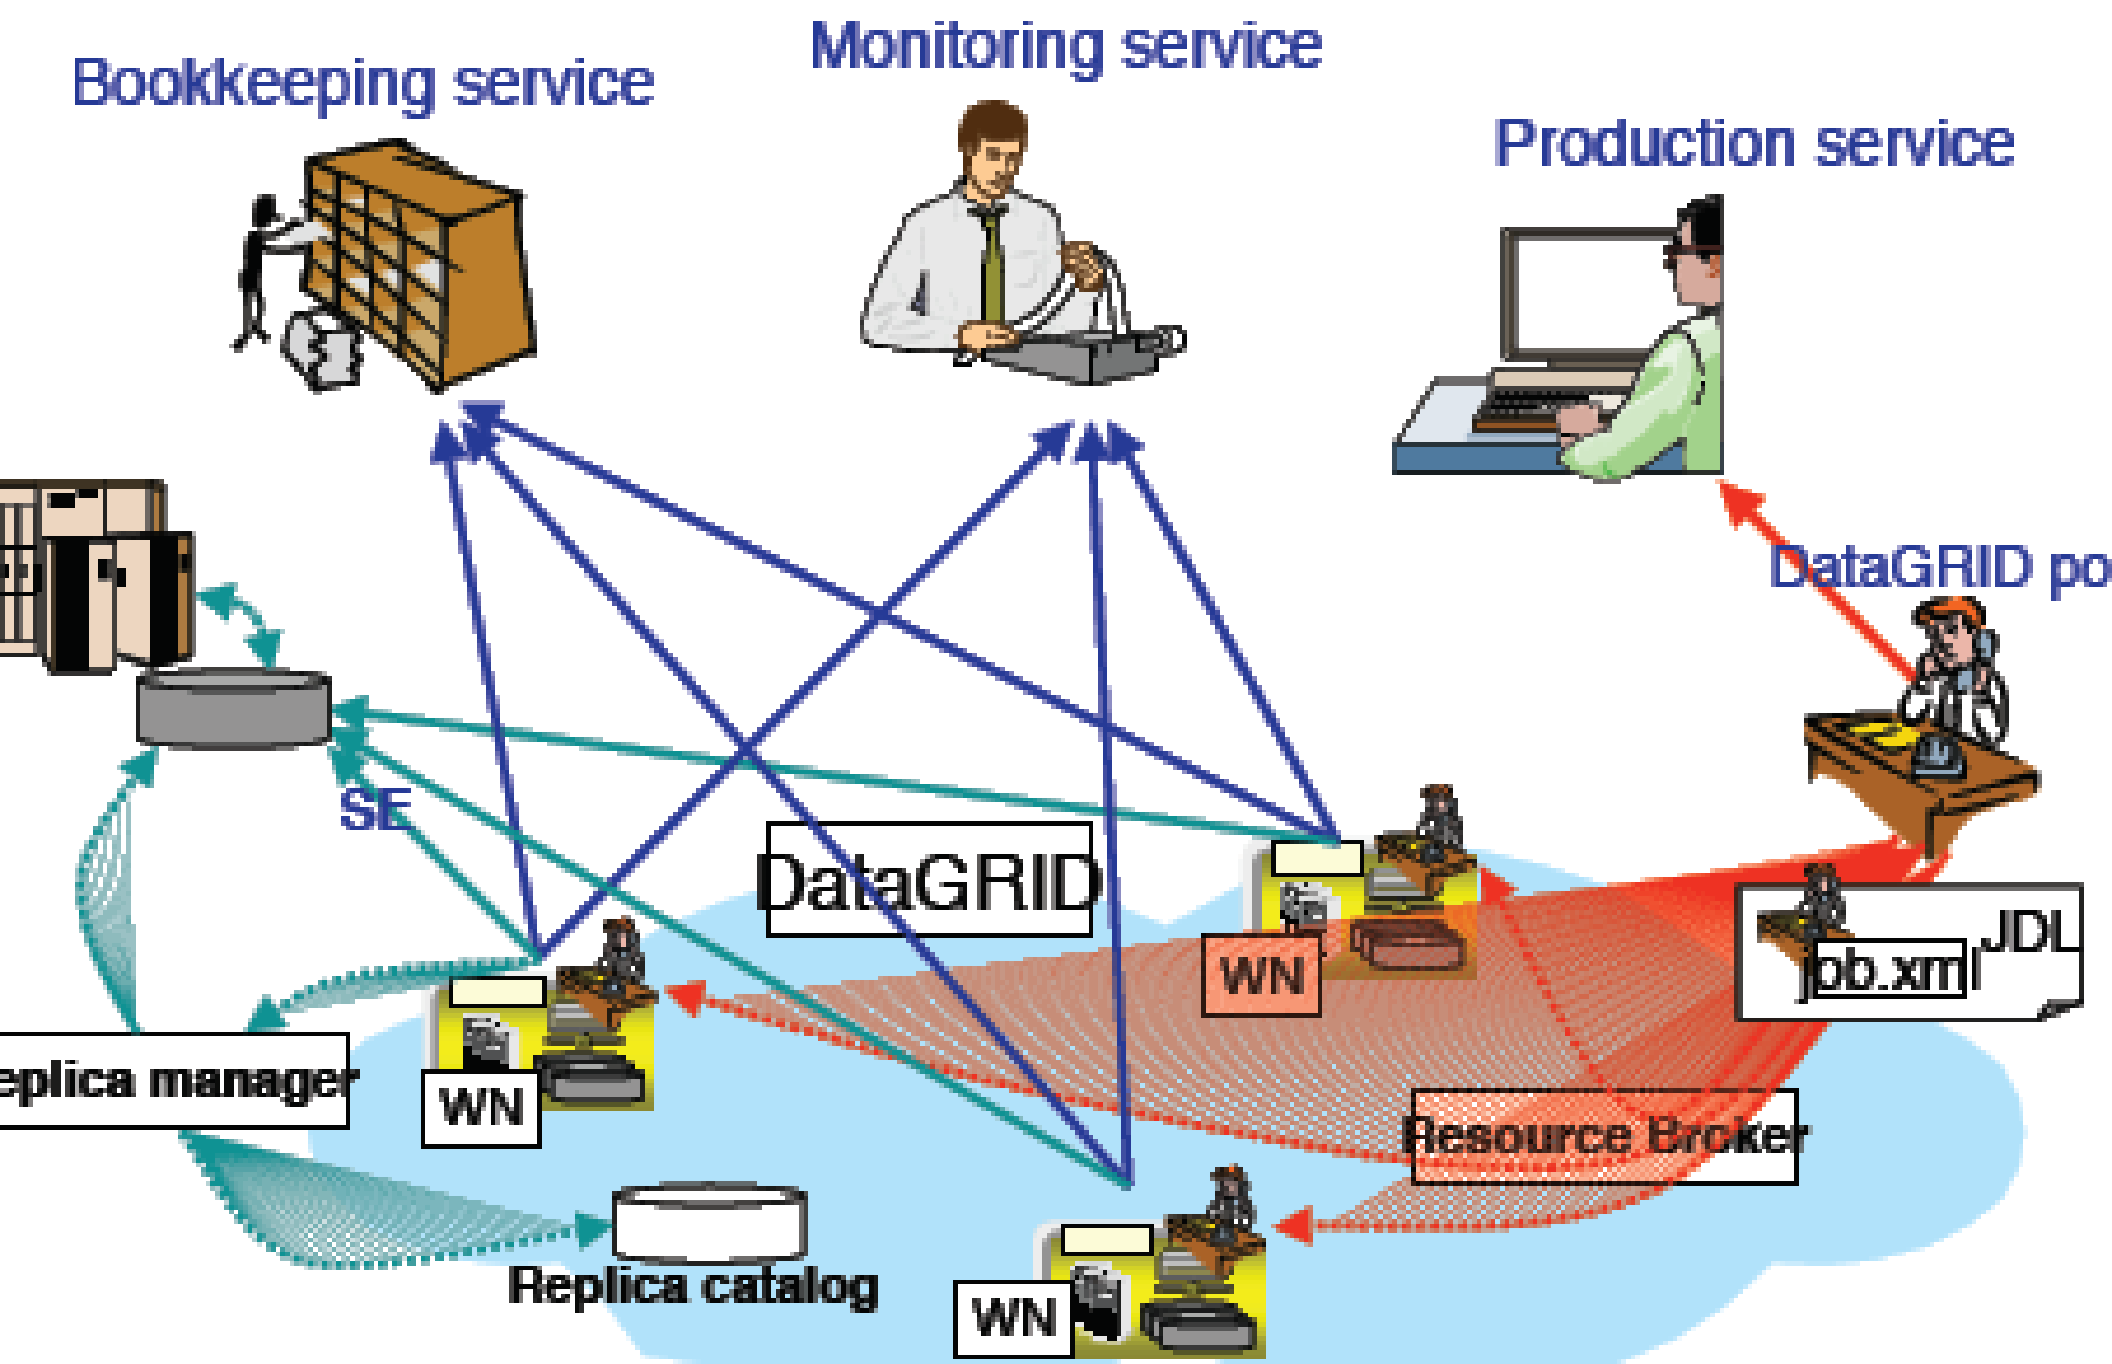 Monitoring service
Bookkeeping service
Production service
DataGRID po
SE
DataGRID
JDL
job.xml
WN
eplica manager
WN
Resource Broker
Replica catalog
WN